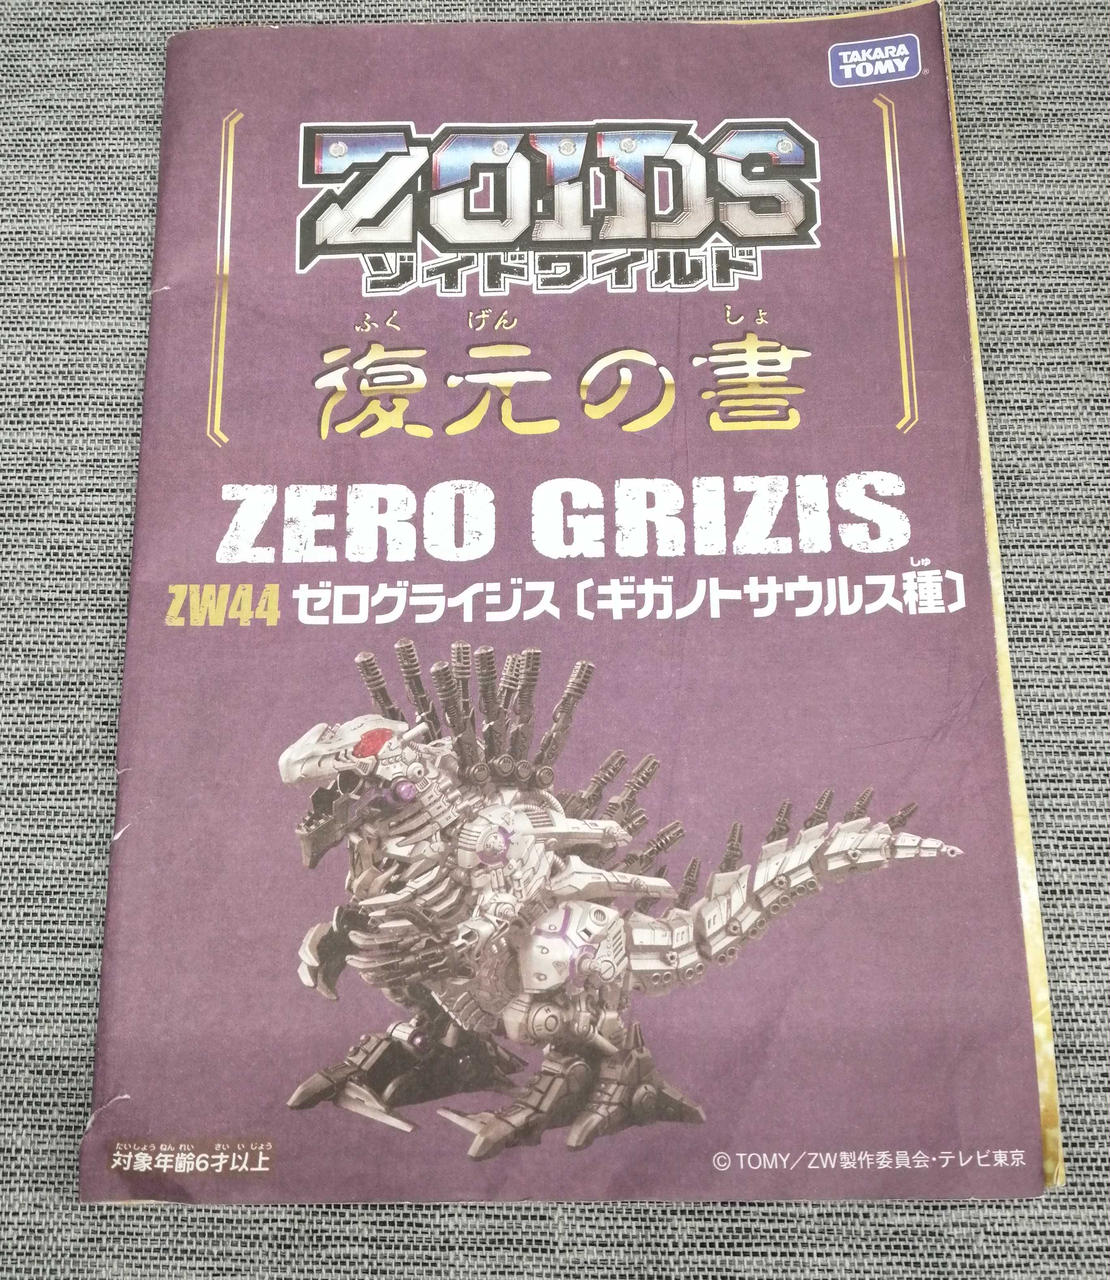 TAKARA
TOMY
®
ZOIDS
ゾイドワイルド
ふく げん しょ
復元の書
ZERO GRIZIS
しゅ
ZW44 ゼログライジス〔ギガノトサウルス種〕
たいしょう ねん れい さい い じょう
対象年齢6才以上
© TOMY/ZW製作委員会・テレビ東京